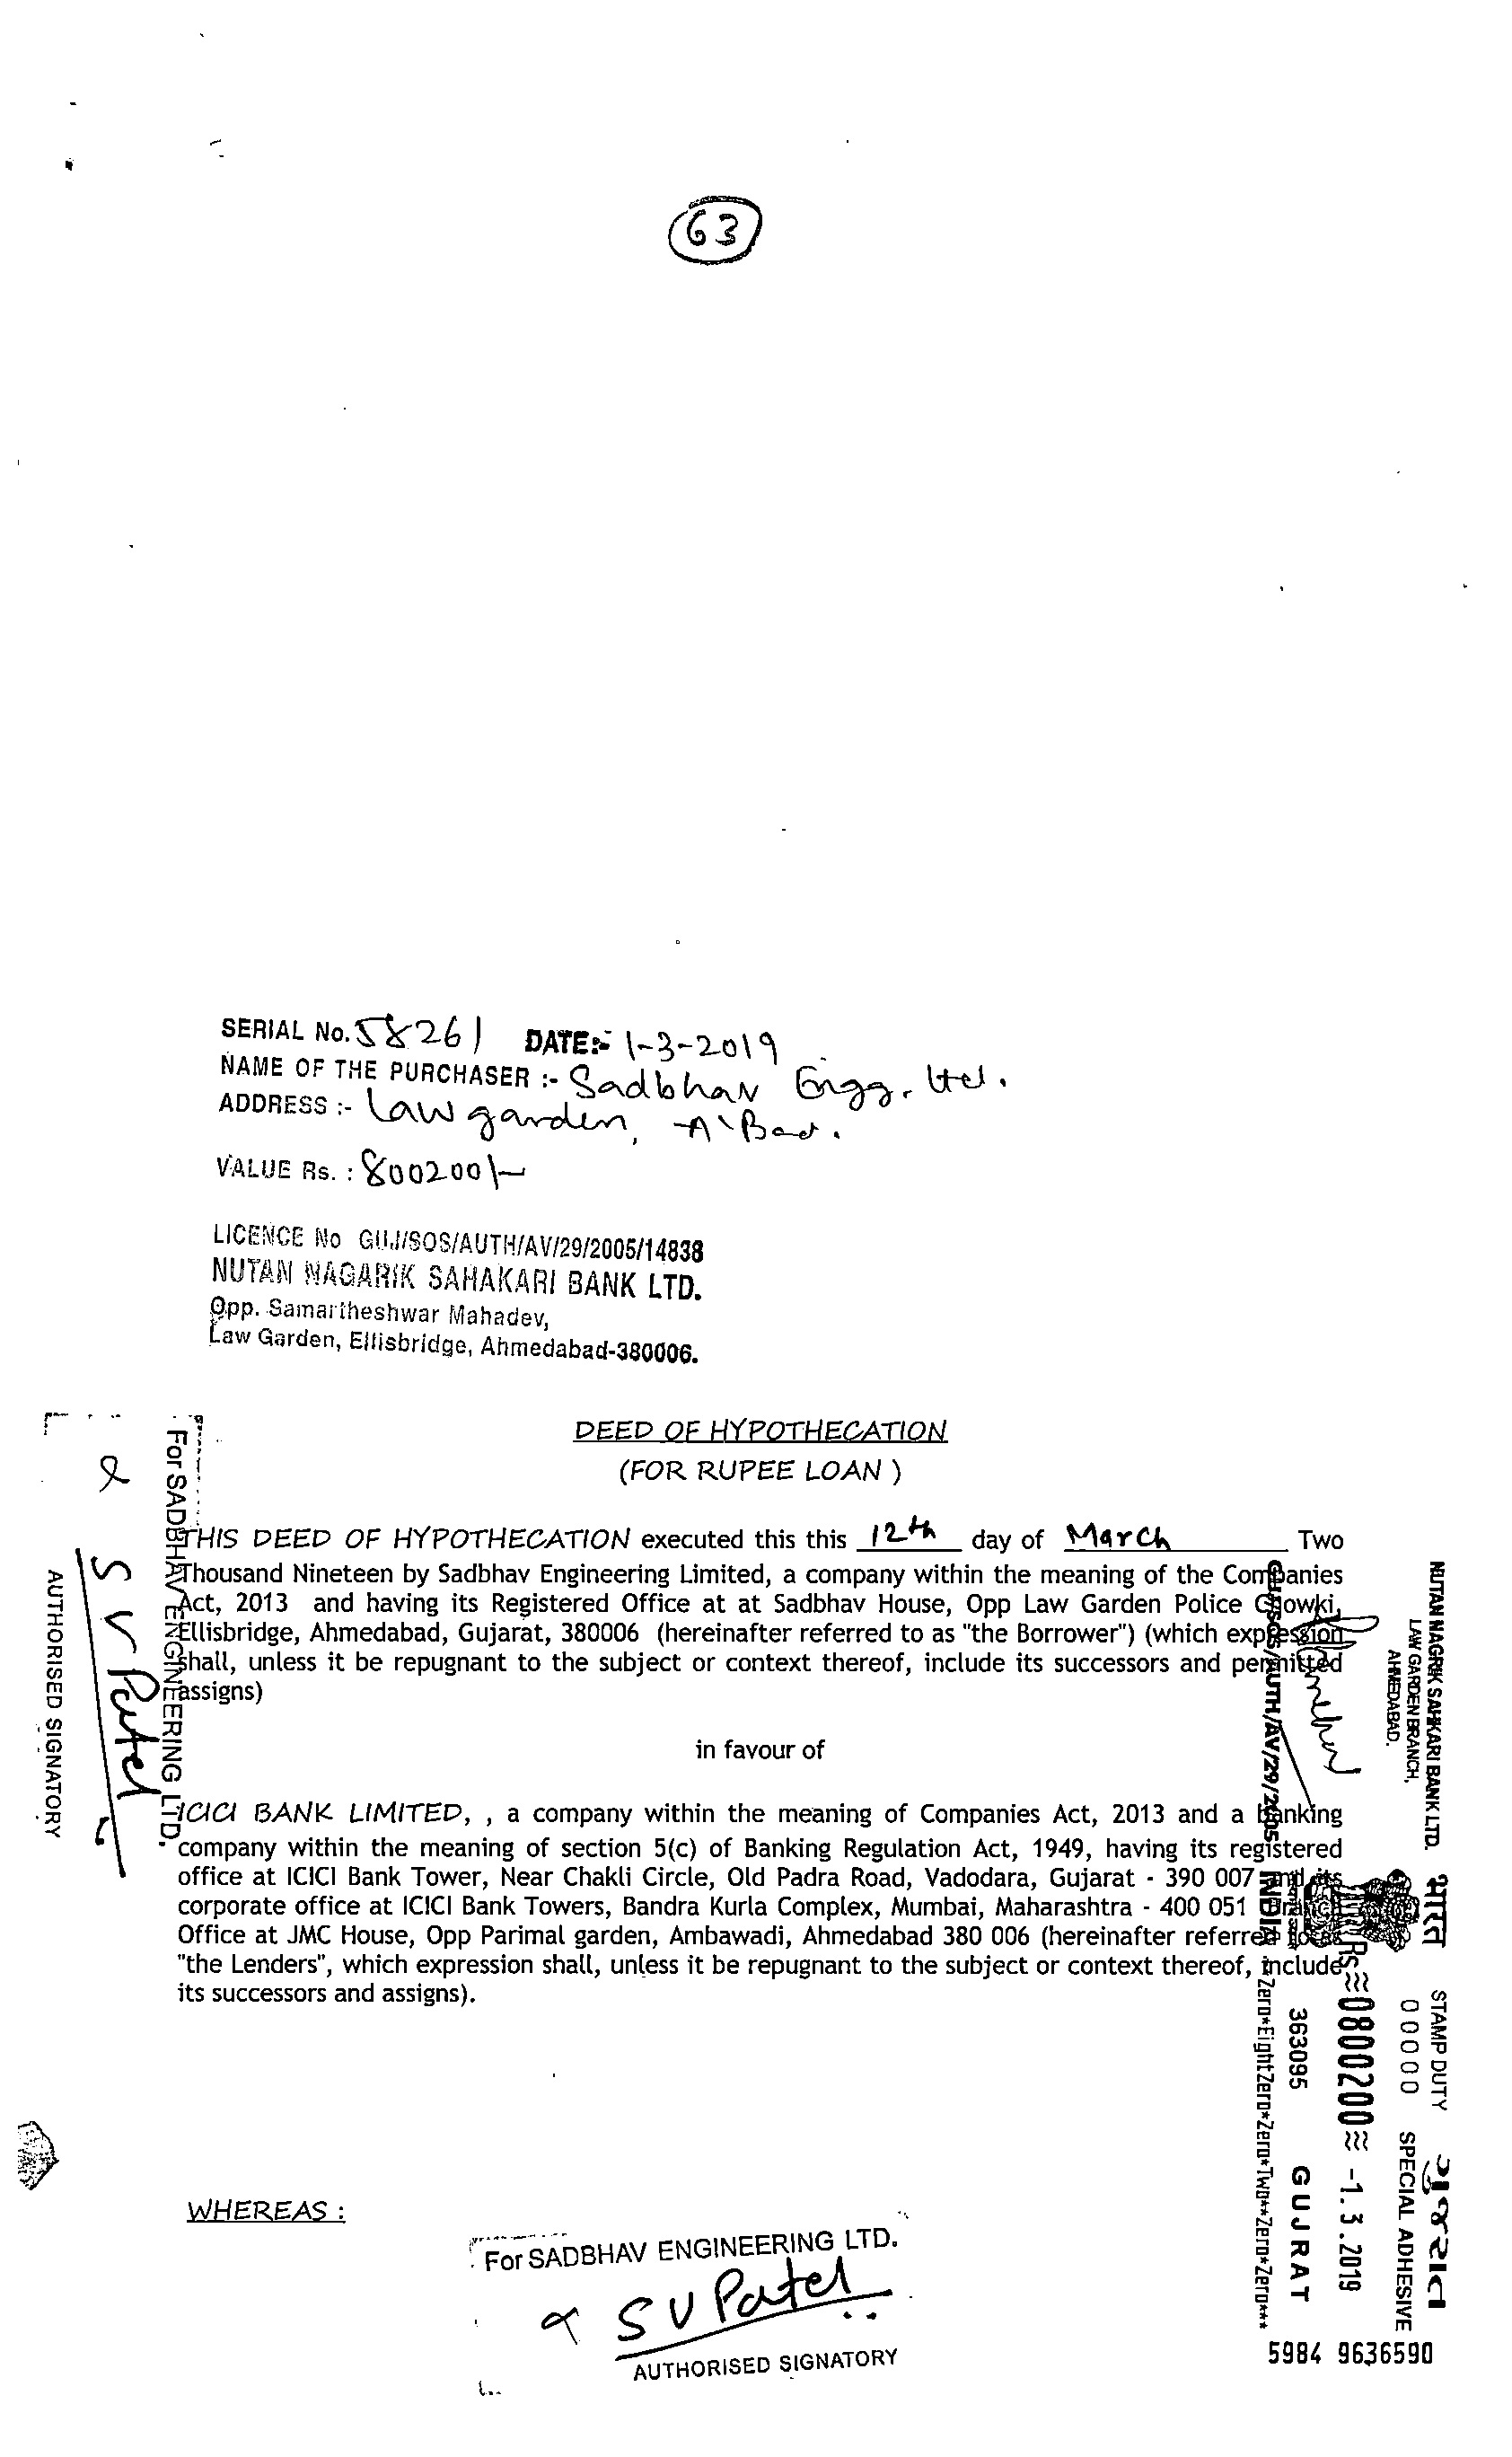 63
SERIAL No. 58261 DATE:- 1-3-2019
NAME OF THE PURCHASER :- Sadbhav Engg. Ltd.
ADDRESS :- Law garden, A'Bad.
VALUE Rs. : 800200/-
LICENCE No GUJ/SOS/AUTH/AV/29/2005/14838
NUTAN NAGARIK SAHAKARI BANK LTD.
Opp. Samartheshwar Mahadev,
Law Garden, Ellisbridge, Ahmedabad-380006.
DEED OF HYPOTHECATION
(FOR RUPEE LOAN )
THIS DEED OF HYPOTHECATION executed this this 12th day of March Two
Thousand Nineteen by Sadbhav Engineering Limited, a company within the meaning of the Companies
Act, 2013 and having its Registered Office at at Sadbhav House, Opp Law Garden Police Chowki,
Ellisbridge, Ahmedabad, Gujarat, 380006 (hereinafter referred to as "the Borrower") (which expression
shall, unless it be repugnant to the subject or context thereof, include its successors and permitted
assigns)
in favour of
ICICI BANK LIMITED, , a company within the meaning of Companies Act, 2013 and a banking
company within the meaning of section 5(c) of Banking Regulation Act, 1949, having its registered
office at ICICI Bank Tower, Near Chakli Circle, Old Padra Road, Vadodara, Gujarat - 390 007 and its
corporate office at ICICI Bank Towers, Bandra Kurla Complex, Mumbai, Maharashtra - 400 051 Branch
Office at JMC House, Opp Parimal garden, Ambawadi, Ahmedabad 380 006 (hereinafter referred to as
"the Lenders", which expression shall, unless it be repugnant to the subject or context thereof, include
its successors and assigns).
WHEREAS :
For SADBHAV ENGINEERING LTD.
S V Patel
AUTHORISED SIGNATORY
For SADBHAV ENGINEERING LTD.
S V Patel
AUTHORISED SIGNATORY
NUTAN NAGRIK SAHKARI BANK LTD.
LAW GARDEN BRANCH,
AHMEDABAD.
GUJ/SOS/AUTH/AV/29/2005
भारत STAMP DUTY ગુજરાત
00000 SPECIAL ADHESIVE
Rs≈0800200≈ -1.3.2019
363095 GUJRAT
INDIA
**Zero*Eight*Zero*Zero*Two**Zero*Zero***
5984 9636590